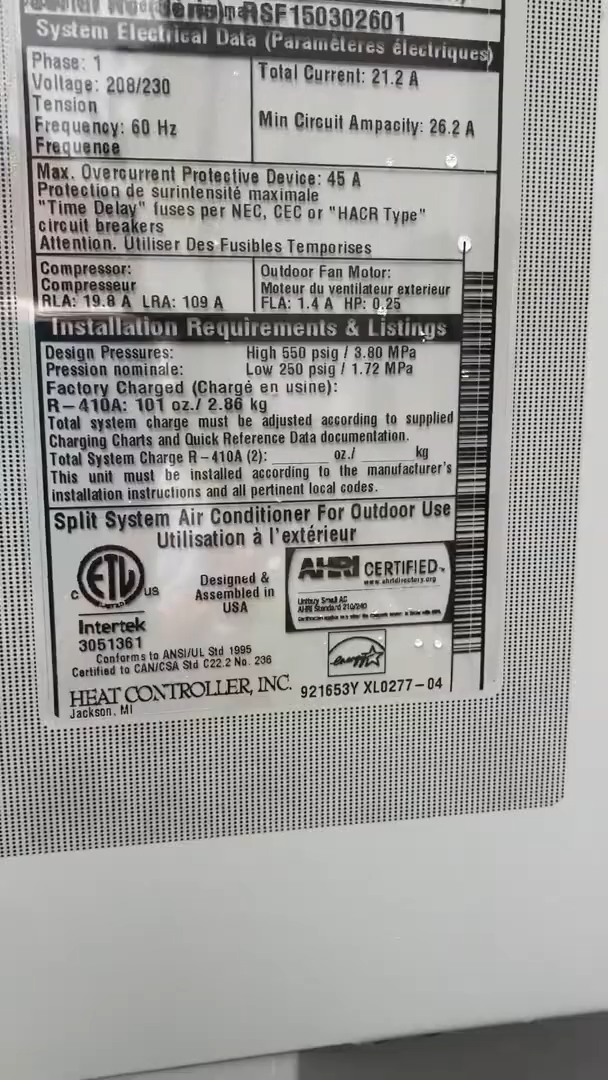 RSF150302601
System Electrical Data (Paramèteres électriques)
Phase: 1
Voltage: 208/230
Tension
Frequency: 60 Hz
Frequence
Total Current: 21.2 A
Min Circuit Ampacity: 26.2 A
Max. Overcurrent Protective Device: 45 A
Protection de surintensité maximale
"Time Delay" fuses per NEC, CEC or "HACR Type"
circuit breakers
Attention. Utiliser Des Fusibles Temporises
Compressor:
Compresseur
RLA: 19.8 A LRA: 109 A
Outdoor Fan Motor:
Moteur du ventilateur exterieur
FLA: 1.4 A HP: 0.25
Installation Requirements & Listings
Design Pressures: High 550 psig / 3.80 MPa
Pression nominale: Low 250 psig / 1.72 MPa
Factory Charged (Chargé en usine):
R-410A: 101 oz./ 2.86 kg
Total system charge must be adjusted according to supplied
Charging Charts and Quick Reference Data documentation.
Total System Charge R-410A (2): ______ oz./ ______ kg
This unit must be installed according to the manufacturer's
installation instructions and all pertinent local codes.
Split System Air Conditioner For Outdoor Use
Utilisation à l'extérieur
C ETL US
LISTED
Intertek
3051361
Designed &
Assembled in
USA
AHRI CERTIFIED™
www.ahridirectory.org
Unitary Small AC
AHRI Standard 210/240
Conforms to ANSI/UL Std 1995
Certified to CAN/CSA Std C22.2 No. 236
energy
HEAT CONTROLLER, INC.
Jackson, MI
921653Y XL0277-04